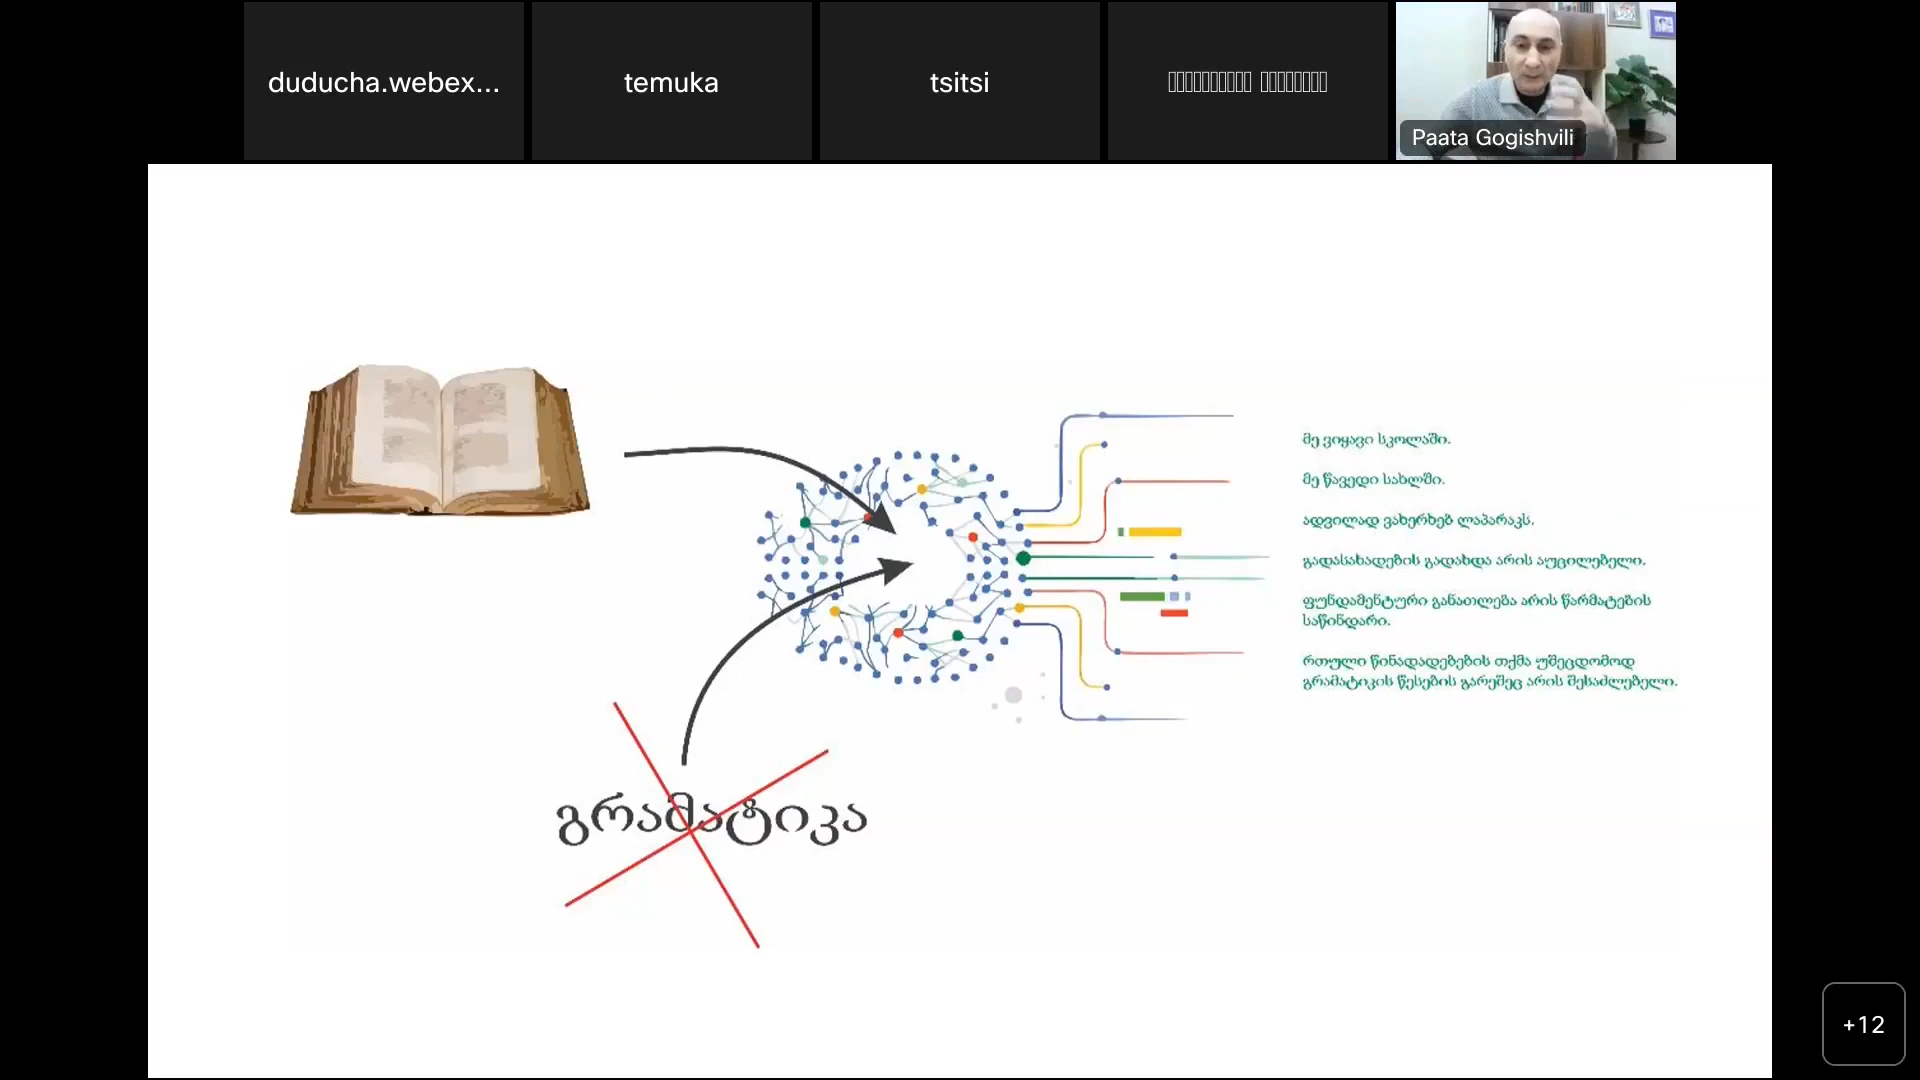 duducha.webex...
temuka
tsitsi
Paata Gogishvili
მე ვიყავი სკოლაში.
მე წავედი სახლში.
ადვილად ვახერხებ ლაპარაკს.
გადასახადების გადახდა არის აუცილებელი.
ფუნდამენტური განათლება არის წარმატების
საწინდარი.
რთული წინადადებების თქმა უშეცდომოდ
გრამატიკის წესების გარეშეც არის შესაძლებელი.
გრამატიკა
+12